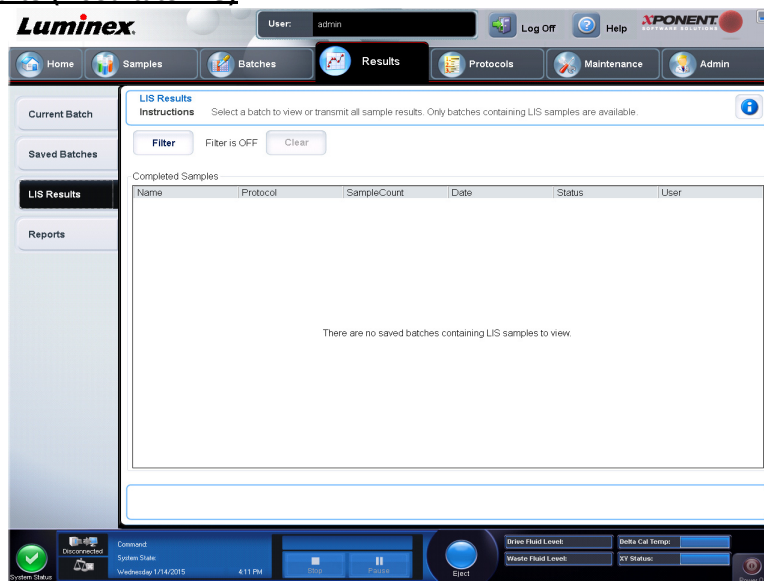 Luminex.
User: admin
Log Off
Help
XPONENT
SOFTWARE SOLUTIONS
Home
Samples
Batches
Results
Protocols
Maintenance
Admin
Current Batch
Saved Batches
LIS Results
Reports
LIS Results
Instructions Select a batch to view or transmit all sample results. Only batches containing LIS samples are available.
Filter Filter is OFF Clear
Completed Samples
Name Protocol SampleCount Date Status User
There are no saved batches containing LIS samples to view.
System Status
Disconnected
Command:
System State:
Wednesday 1/14/2015 4:11 PM
Stop
Pause
Eject
Drive Fluid Level:
Waste Fluid Level:
Delta Cal Temp:
XY Status: